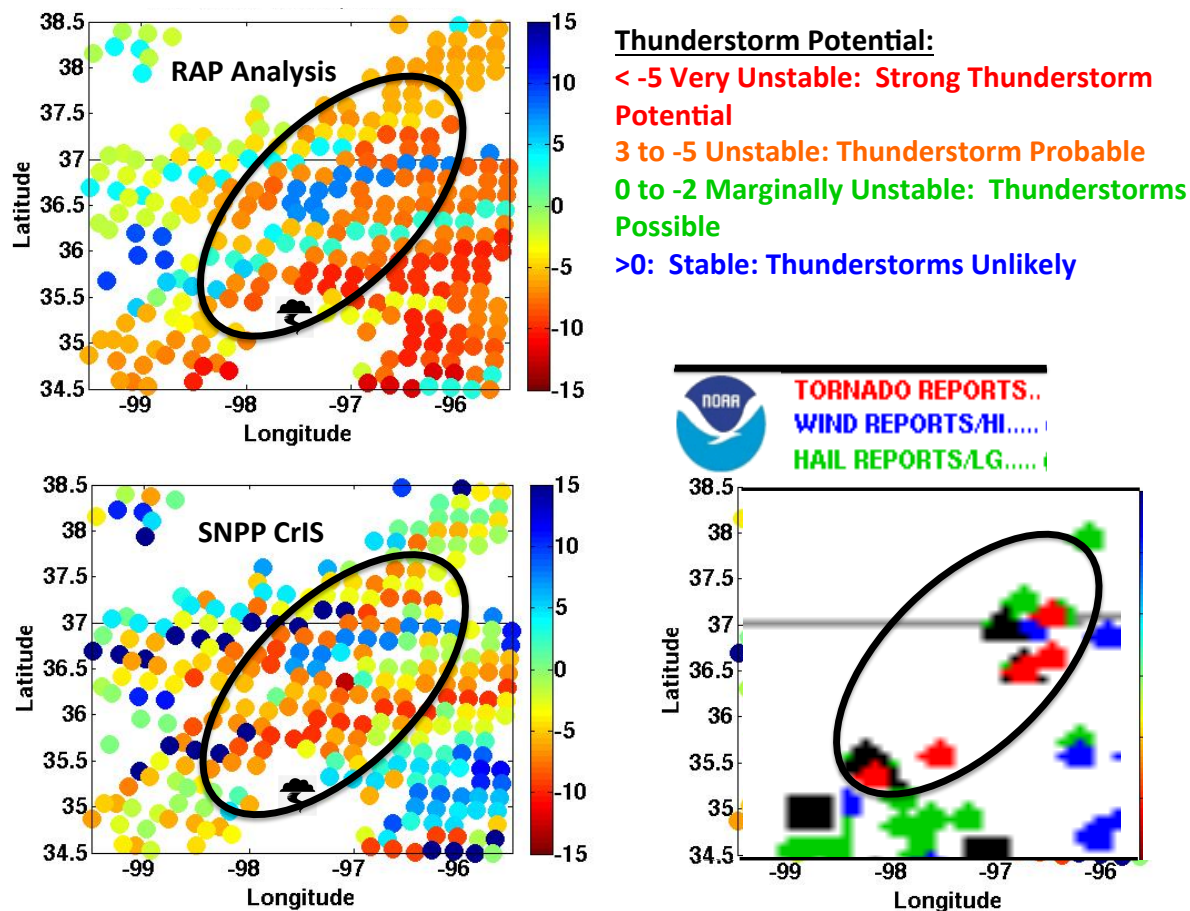 RAP Analysis
38.5
38
37.5
37
36.5
36
35.5
35
34.5
Latitude
-99
-98
-97
-96
Longitude
15
10
5
0
-5
-10
-15
Thunderstorm Potential:
< -5 Very Unstable: Strong Thunderstorm
Potential
3 to -5 Unstable: Thunderstorm Probable
0 to -2 Marginally Unstable: Thunderstorms
Possible
>0: Stable: Thunderstorms Unlikely
SNPP CrIS
38.5
38
37.5
37
36.5
36
35.5
35
34.5
Latitude
-99
-98
-97
-96
Longitude
15
10
5
0
-5
-10
-15
NOAA
TORNADO REPORTS..
WIND REPORTS/HI.....
HAIL REPORTS/LG.....
38.5
38
37.5
37
36.5
36
35.5
35
34.5
Latitude
-99
-98
-97
-96
Longitude